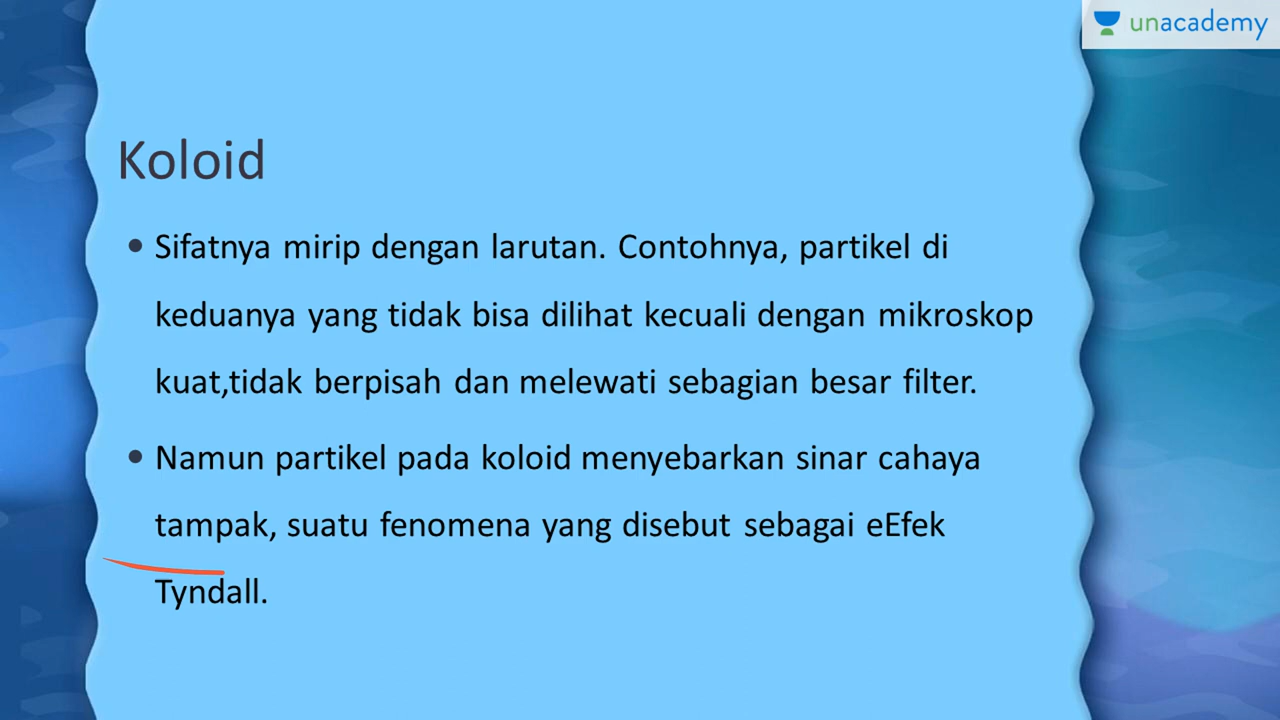 unacademy
Koloid
• Sifatnya mirip dengan larutan. Contohnya, partikel di
keduanya yang tidak bisa dilihat kecuali dengan mikroskop
kuat,tidak berpisah dan melewati sebagian besar filter.
• Namun partikel pada koloid menyebarkan sinar cahaya
tampak, suatu fenomena yang disebut sebagai eEfek
Tyndall.